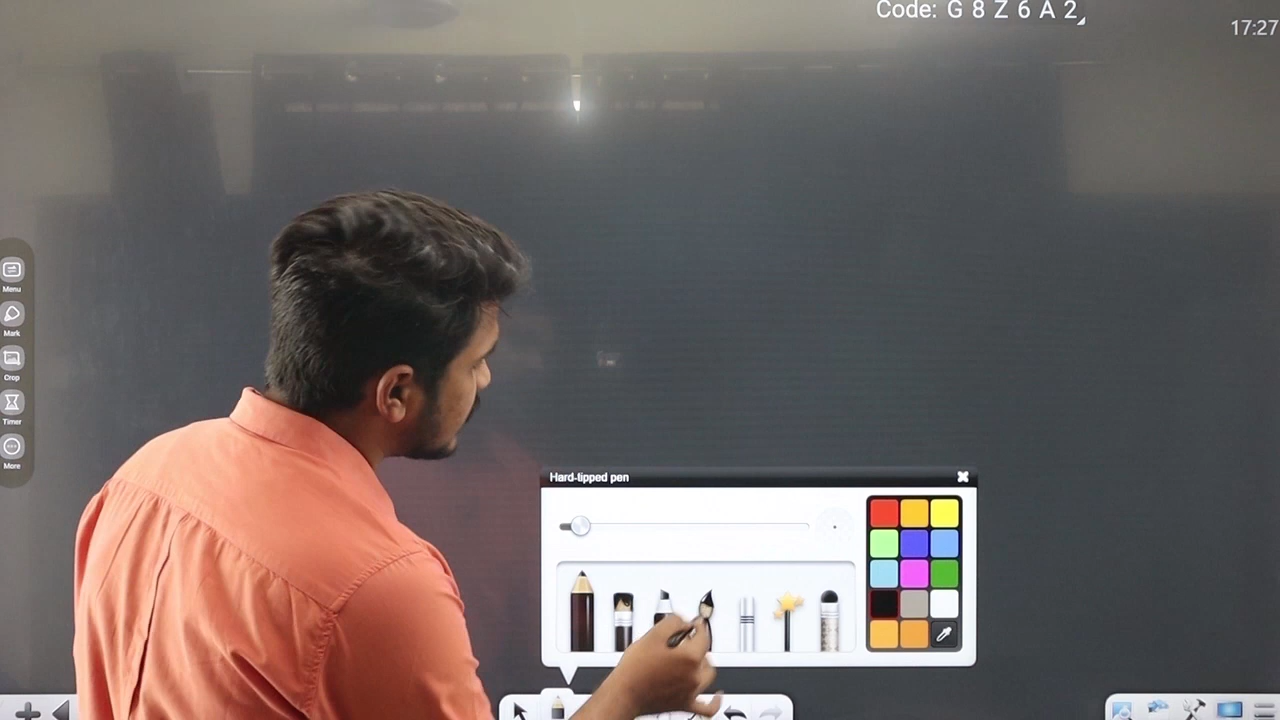 Code: G 8 Z 6 A 2
17:27
Menu
Mark
Crop
Timer
More
Hard-tipped pen